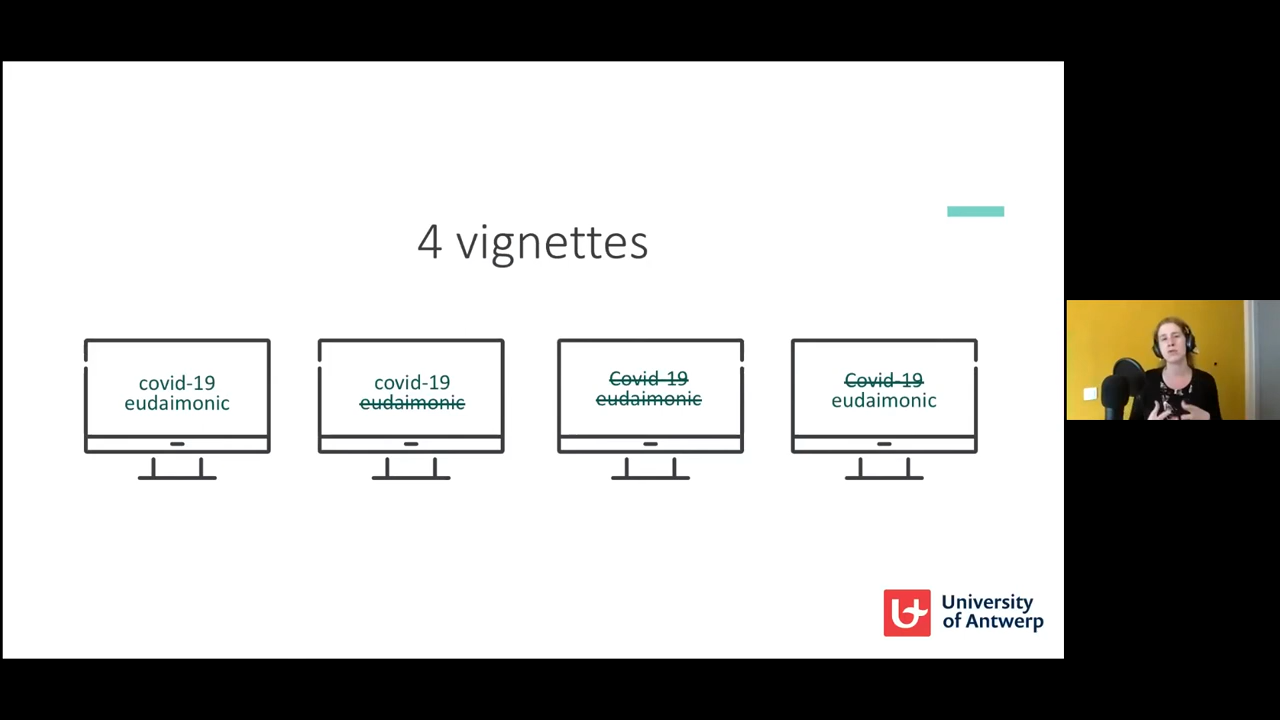 4 vignettes
covid-19
eudaimonic
covid-19
eudaimonic
Covid-19
eudaimonic
Covid-19
eudaimonic
University
of Antwerp